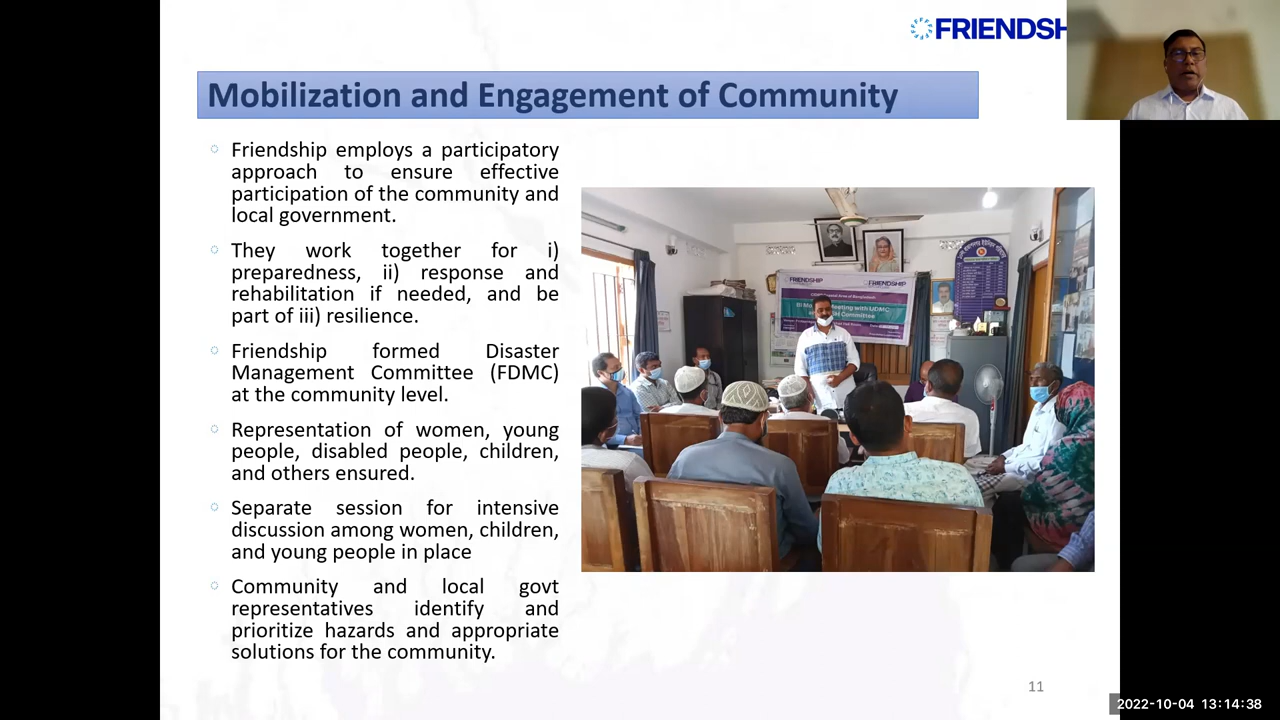 FRIENDSH
Mobilization and Engagement of Community
Friendship employs a participatory
approach to ensure effective
participation of the community and
local government.
They work together for i)
preparedness, ii) response and
rehabilitation if needed, and be
part of iii) resilience.
Friendship formed Disaster
Management Committee (FDMC)
at the community level.
Representation of women, young
people, disabled people, children,
and others ensured.
Separate session for intensive
discussion among women, children,
and young people in place
Community and local govt
representatives identify and
prioritize hazards and appropriate
solutions for the community.
FRIENDSHIP
FRIENDSHIP
Meeting with UDMC
Committee
11
2022-10-04 13:14:38